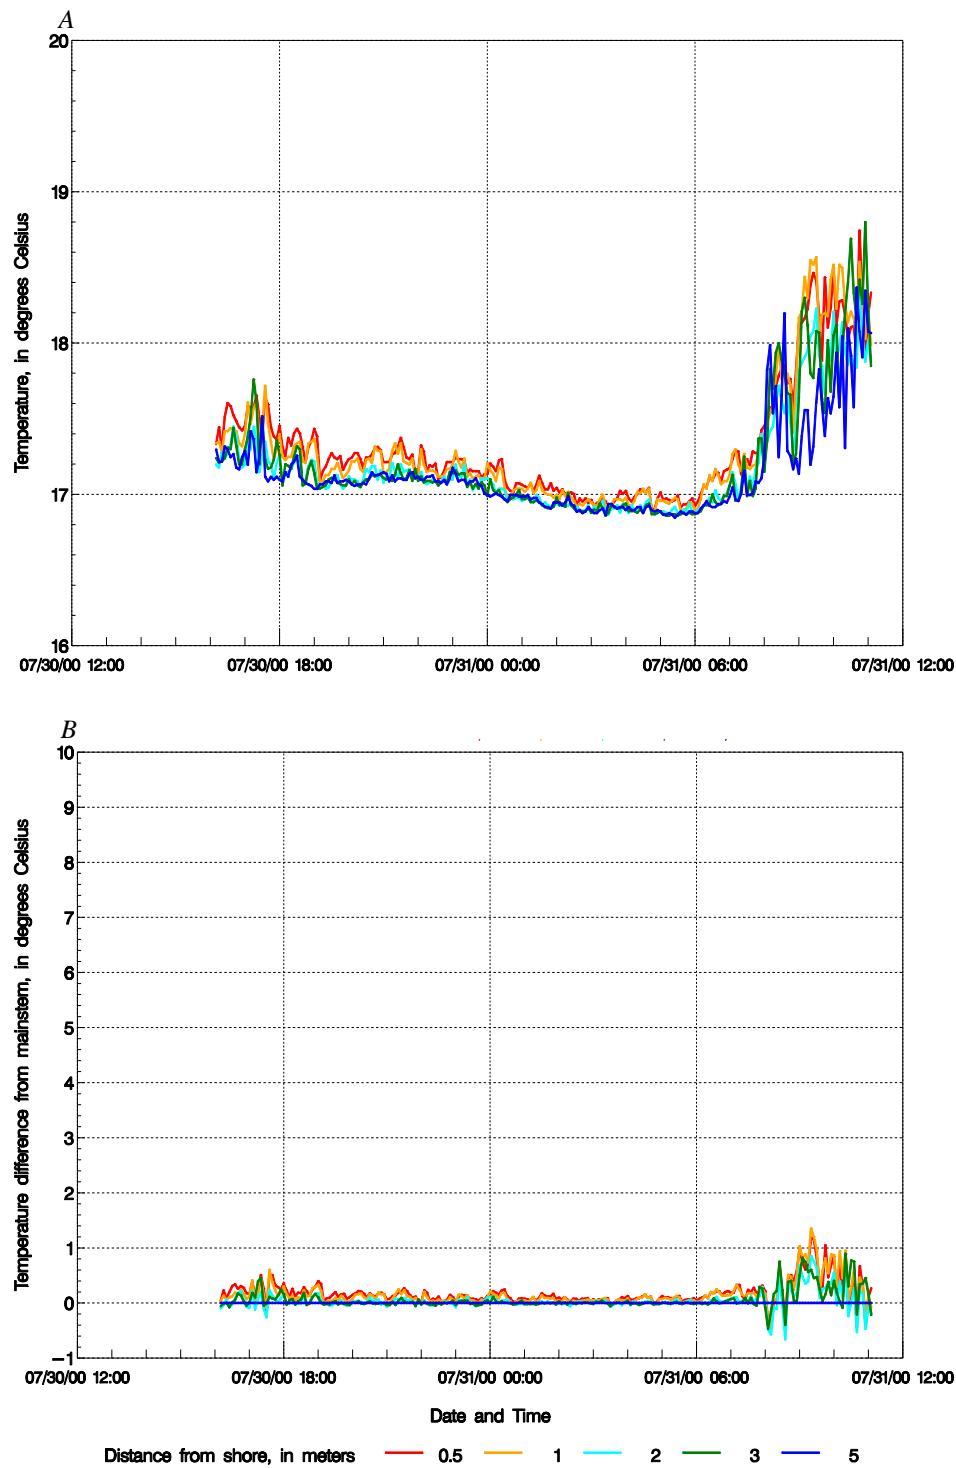 A
20
19
18
17
16
Temperature, in degrees Celsius
07/30/00 12:00 07/30/00 18:00 07/31/00 00:00 07/31/00 06:00 07/31/00 12:00
B
10
9
8
7
6
5
4
3
2
1
0
−1
Temperature difference from mainstem, in degrees Celsius
07/30/00 12:00 07/30/00 18:00 07/31/00 00:00 07/31/00 06:00 07/31/00 12:00
Date and Time
Distance from shore, in meters 0.5 1 2 3 5